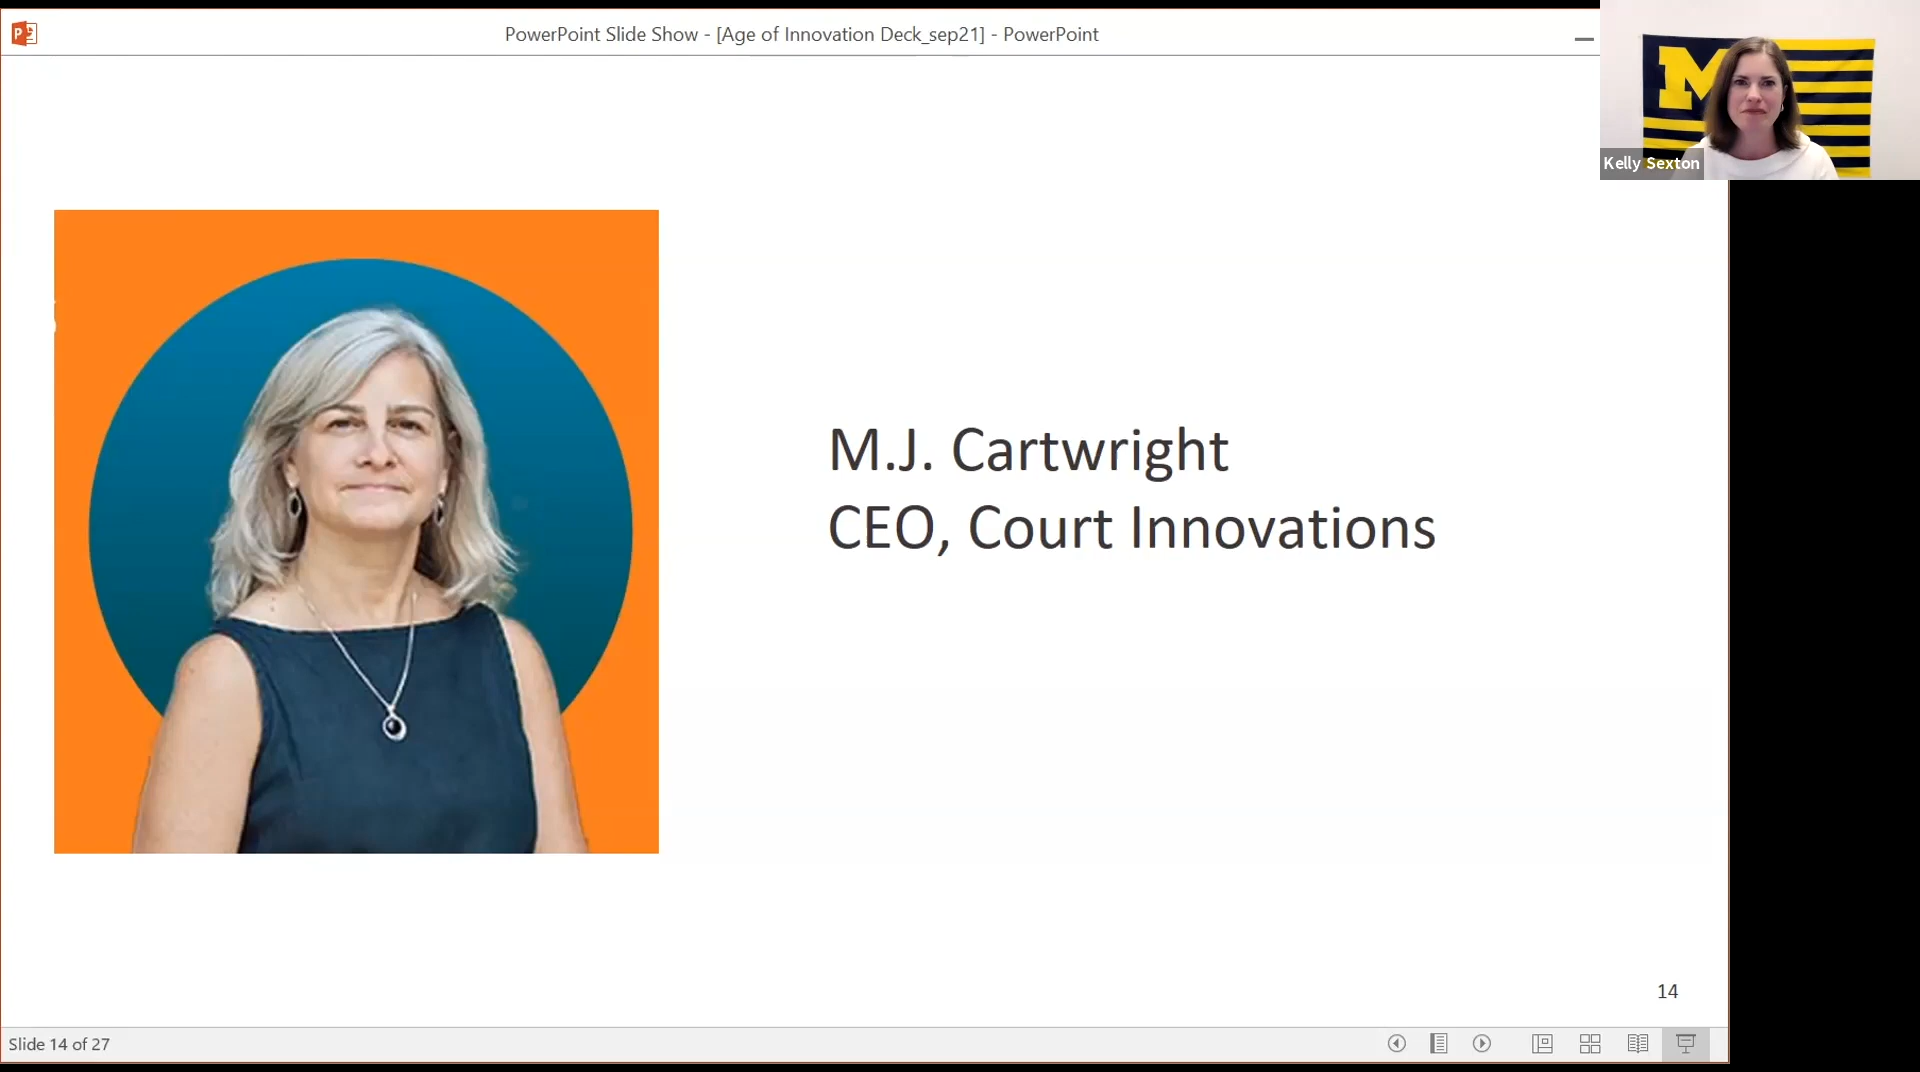 PowerPoint Slide Show - [Age of Innovation Deck_sep21] - PowerPoint
M
Kelly Sexton
M.J. Cartwright
CEO, Court Innovations
14
Slide 14 of 27